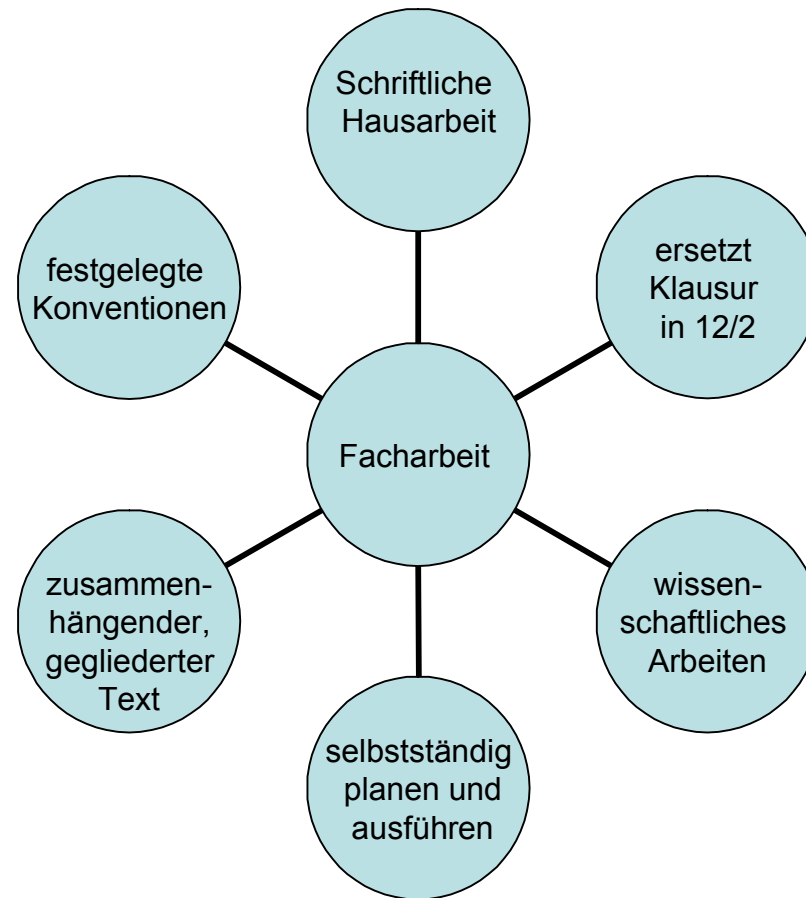 Schriftliche
Hausarbeit
festgelegte
Konventionen
ersetzt
Klausur
in 12/2
Facharbeit
zusammen-
hängender,
gegliederter
Text
wissen-
schaftliches
Arbeiten
selbstständig
planen und
ausführen